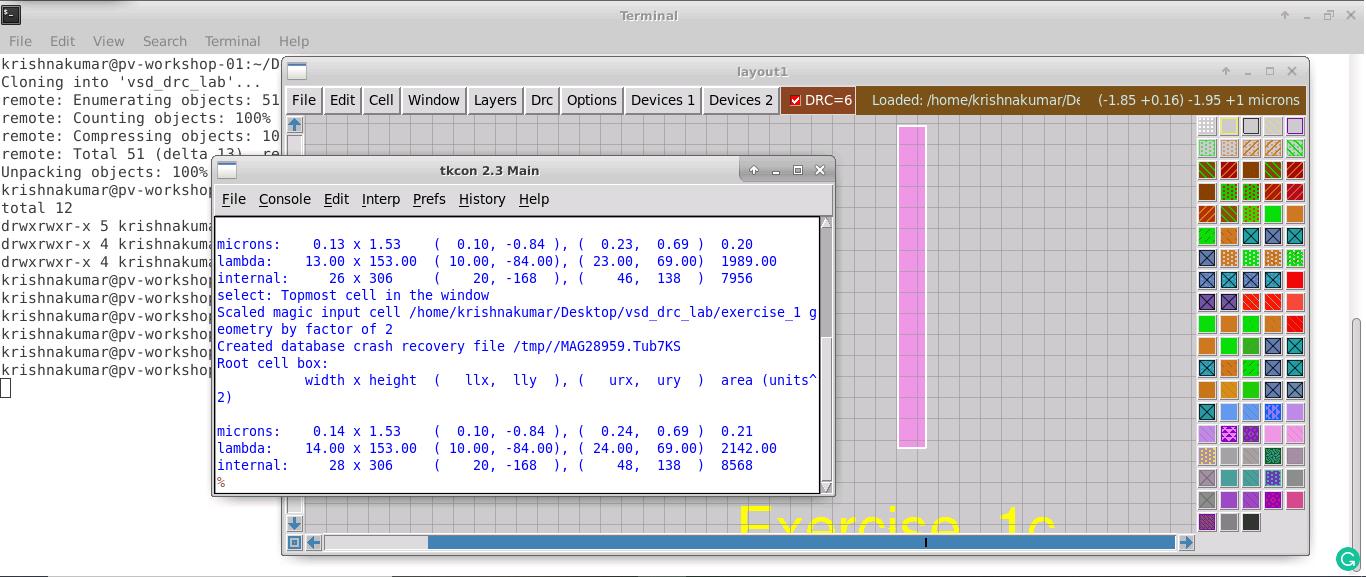 Terminal
File Edit View Search Terminal Help
krishnakumar@pv-workshop-01:~/D
Cloning into 'vsd_drc_lab'...
remote: Enumerating objects: 51
remote: Counting objects: 100%
remote: Compressing objects: 10
remote: Total 51 (delta 13), re
Unpacking objects: 100%
krishnakumar@pv-workshop
total 12
drwxrwxr-x 5 krishnakuma
drwxrwxr-x 4 krishnakuma
drwxrwxr-x 4 krishnakuma
krishnakumar@pv-workshop
krishnakumar@pv-workshop
krishnakumar@pv-workshop
krishnakumar@pv-workshop
krishnakumar@pv-workshop
krishnakumar@pv-workshop
layout1
File Edit Cell Window Layers Drc Options Devices 1 Devices 2 DRC=6 Loaded: /home/krishnakumar/De (-1.85 +0.16) -1.95 +1 microns
tkcon 2.3 Main
File Console Edit Interp Prefs History Help
microns: 0.13 x 1.53 ( 0.10, -0.84 ), ( 0.23, 0.69 ) 0.20
lambda: 13.00 x 153.00 ( 10.00, -84.00), ( 23.00, 69.00) 1989.00
internal: 26 x 306 ( 20, -168 ), ( 46, 138 ) 7956
select: Topmost cell in the window
Scaled magic input cell /home/krishnakumar/Desktop/vsd_drc_lab/exercise_1 g
eometry by factor of 2
Created database crash recovery file /tmp//MAG28959.Tub7KS
Root cell box:
width x height ( llx, lly ), ( urx, ury ) area (units^
2)
microns: 0.14 x 1.53 ( 0.10, -0.84 ), ( 0.24, 0.69 ) 0.21
lambda: 14.00 x 153.00 ( 10.00, -84.00), ( 24.00, 69.00) 2142.00
internal: 28 x 306 ( 20, -168 ), ( 48, 138 ) 8568
%
Exercise 1c